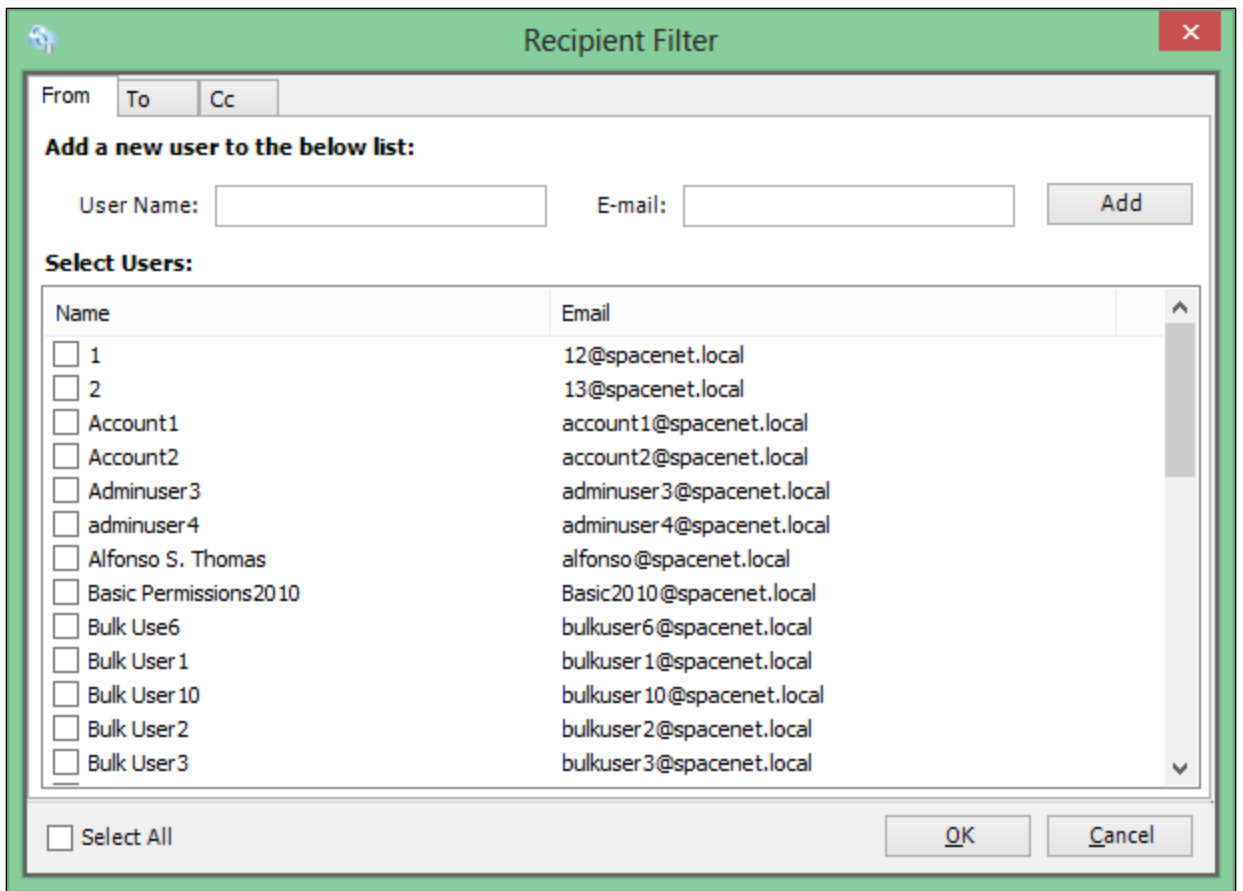 Recipient Filter
From To Cc
Add a new user to the below list:
User Name: E-mail: Add
Select Users:
Name Email
1 12@spacenet.local
2 13@spacenet.local
Account1 account1@spacenet.local
Account2 account2@spacenet.local
Adminuser3 adminuser3@spacenet.local
adminuser4 adminuser4@spacenet.local
Alfonso S. Thomas alfonso@spacenet.local
Basic Permissions2010 Basic2010@spacenet.local
Bulk Use6 bulkuser6@spacenet.local
Bulk User1 bulkuser1@spacenet.local
Bulk User10 bulkuser10@spacenet.local
Bulk User2 bulkuser2@spacenet.local
Bulk User3 bulkuser3@spacenet.local
Select All OK Cancel